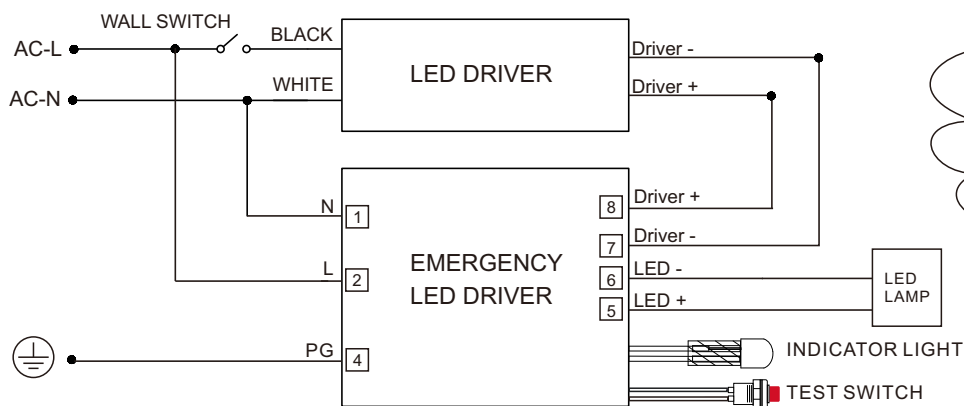 WALL SWITCH
AC-L
BLACK
AC-N
WHITE
LED DRIVER
Driver -
Driver +
N
1
L
2
PG
4
EMERGENCY
LED DRIVER
8
Driver +
7
Driver -
6
LED -
5
LED +
LED
LAMP
INDICATOR LIGHT
TEST SWITCH